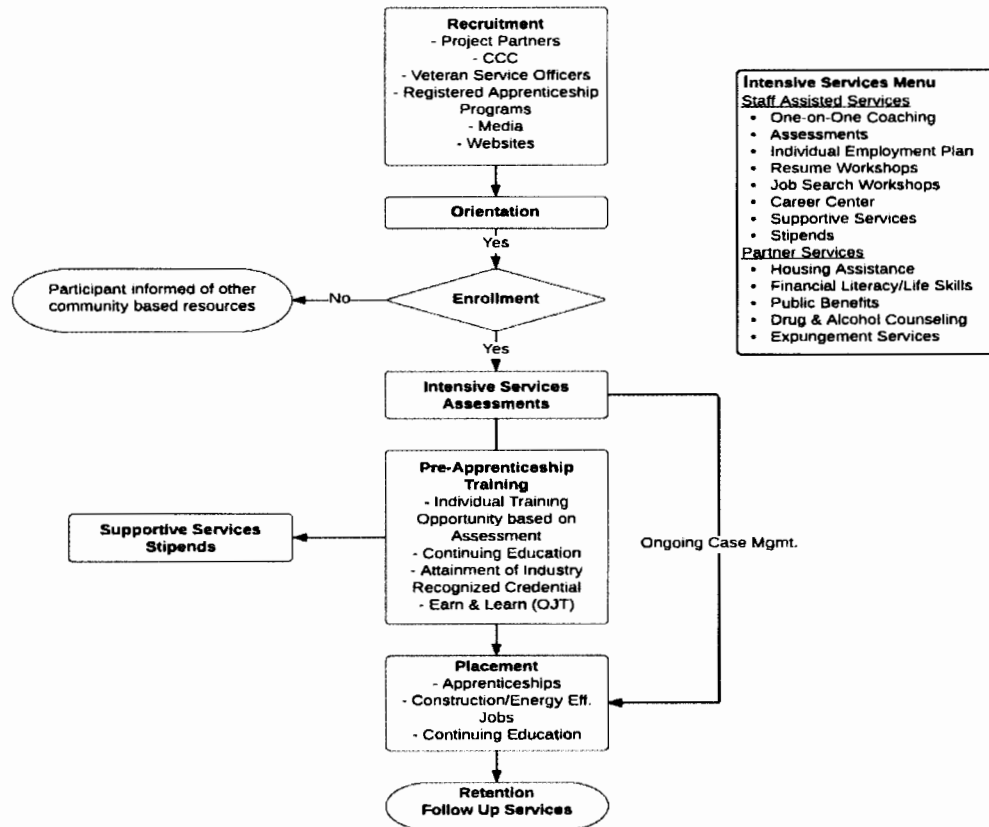 Recruitment
- Project Partners
- CCC
- Veteran Service Officers
- Registered Apprenticeship
Programs
- Media
- Websites
Intensive Services Menu
Staff Assisted Services
• One-on-One Coaching
• Assessments
• Individual Employment Plan
• Resume Workshops
• Job Search Workshops
• Career Center
• Supportive Services
• Stipends
Partner Services
• Housing Assistance
• Financial Literacy/Life Skills
• Public Benefits
• Drug & Alcohol Counseling
• Expungement Services
Orientation
Yes
Participant informed of other
community based resources
No
Enrollment
Yes
Intensive Services
Assessments
Pre-Apprenticeship
Training
- Individual Training
Opportunity based on
Assessment
- Continuing Education
- Attainment of Industry
Recognized Credential
- Earn & Learn (OJT)
Supportive Services
Stipends
Ongoing Case Mgmt.
Placement
- Apprenticeships
- Construction/Energy Eff.
Jobs
- Continuing Education
Retention
Follow Up Services